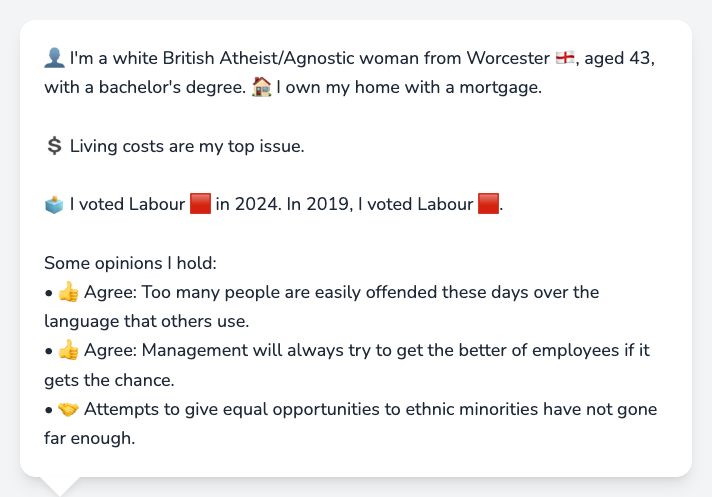 👤 I'm a white British Atheist/Agnostic woman from Worcester 🏴󠁧󠁢󠁥󠁮󠁧󠁿, aged 43,
with a bachelor's degree. 🏠 I own my home with a mortgage.
💲 Living costs are my top issue.
🗳️ I voted Labour 🟥 in 2024. In 2019, I voted Labour 🟥.
Some opinions I hold:
• 👍 Agree: Too many people are easily offended these days over the
language that others use.
• 👍 Agree: Management will always try to get the better of employees if it
gets the chance.
• 🤝 Attempts to give equal opportunities to ethnic minorities have not gone
far enough.